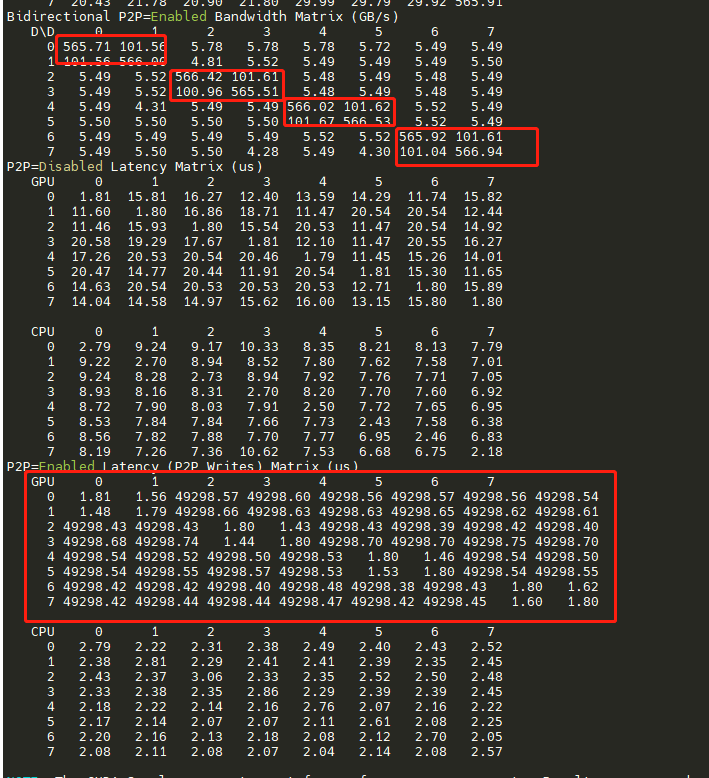 7 20.43 21.78 20.90 21.80 29.99 29.79 29.92 565.91
Bidirectional P2P=Enabled Bandwidth Matrix (GB/s)
D\D 0 1 2 3 4 5 6 7
0 565.71 101.56 5.78 5.78 5.78 5.72 5.49 5.49
1 101.56 566.06 4.81 5.52 5.49 5.49 5.49 5.50
2 5.49 5.52 566.42 101.61 5.48 5.49 5.48 5.49
3 5.49 5.52 100.96 565.51 5.48 5.49 5.48 5.49
4 5.49 4.31 5.49 5.49 566.02 101.62 5.52 5.49
5 5.50 5.50 5.50 5.50 101.67 566.53 5.52 5.49
6 5.49 5.49 5.49 5.49 5.52 5.52 565.92 101.61
7 5.49 5.50 5.50 4.28 5.49 4.30 101.04 566.94
P2P=Disabled Latency Matrix (us)
GPU 0 1 2 3 4 5 6 7
0 1.81 15.81 16.27 12.40 13.59 14.29 11.74 15.82
1 11.60 1.80 16.86 18.71 11.47 20.54 20.54 12.44
2 11.46 15.93 1.80 15.54 20.53 11.47 20.54 14.92
3 20.58 19.29 17.67 1.81 12.10 11.47 20.55 16.27
4 17.26 20.53 20.54 20.46 1.79 11.45 15.26 14.01
5 20.47 14.77 20.44 11.91 20.54 1.81 15.30 11.65
6 14.63 20.54 20.53 20.53 20.53 12.71 1.80 15.89
7 14.04 14.58 14.97 15.62 16.00 13.15 15.80 1.80
CPU 0 1 2 3 4 5 6 7
0 2.79 9.24 9.17 10.33 8.35 8.21 8.13 7.79
1 9.22 2.70 8.94 8.52 7.80 7.62 7.58 7.01
2 9.24 8.28 2.73 8.94 7.92 7.76 7.71 7.05
3 8.93 8.16 8.31 2.70 8.20 7.70 7.60 6.92
4 8.72 7.90 8.03 7.91 2.50 7.72 7.65 6.95
5 8.53 7.84 7.84 7.66 7.73 2.43 7.58 6.38
6 8.56 7.82 7.88 7.70 7.77 6.95 2.46 6.83
7 8.19 7.26 7.36 10.62 7.53 6.68 6.75 2.18
P2P=Enabled Latency (P2P Writes) Matrix (us)
GPU 0 1 2 3 4 5 6 7
0 1.81 1.56 49298.57 49298.60 49298.56 49298.57 49298.56 49298.54
1 1.48 1.79 49298.66 49298.63 49298.63 49298.65 49298.62 49298.61
2 49298.43 49298.43 1.80 1.43 49298.43 49298.39 49298.42 49298.40
3 49298.68 49298.74 1.44 1.80 49298.70 49298.70 49298.75 49298.70
4 49298.54 49298.52 49298.50 49298.53 1.80 1.46 49298.54 49298.50
5 49298.54 49298.55 49298.57 49298.53 1.53 1.80 49298.54 49298.55
6 49298.42 49298.42 49298.40 49298.48 49298.38 49298.43 1.80 1.62
7 49298.42 49298.44 49298.44 49298.47 49298.42 49298.45 1.60 1.80
CPU 0 1 2 3 4 5 6 7
0 2.79 2.22 2.31 2.38 2.49 2.40 2.43 2.52
1 2.38 2.81 2.29 2.41 2.41 2.39 2.35 2.45
2 2.43 2.37 3.06 2.33 2.35 2.52 2.50 2.48
3 2.33 2.38 2.35 2.86 2.29 2.39 2.39 2.45
4 2.18 2.22 2.14 2.16 2.76 2.07 2.16 2.22
5 2.17 2.14 2.07 2.07 2.11 2.61 2.08 2.25
6 2.20 2.16 2.13 2.18 2.08 2.12 2.70 2.05
7 2.08 2.11 2.08 2.07 2.04 2.14 2.08 2.57